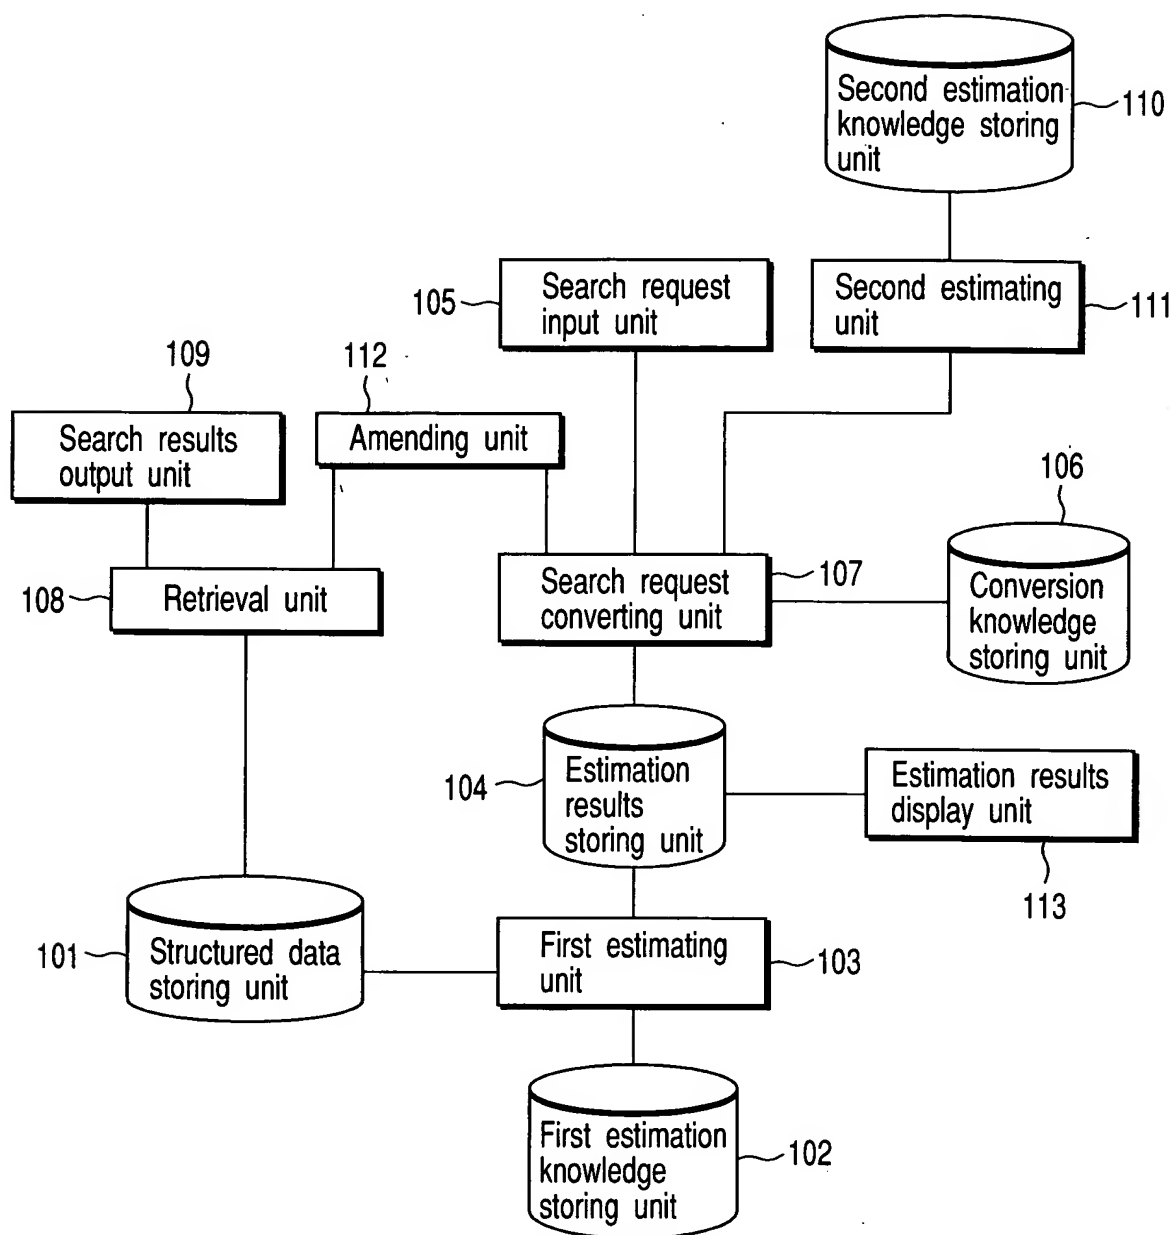 Second estimation
knowledge storing
unit
110
105
Search request
input unit
Second estimating
unit
111
109
112
Search results
output unit
Amending unit
106
108
Retrieval unit
Search request
converting unit
107
Conversion
knowledge
storing unit
104
Estimation
results
storing unit
Estimation results
display unit
113
101
Structured data
storing unit
First estimating
unit
103
First estimation
knowledge
storing unit
102